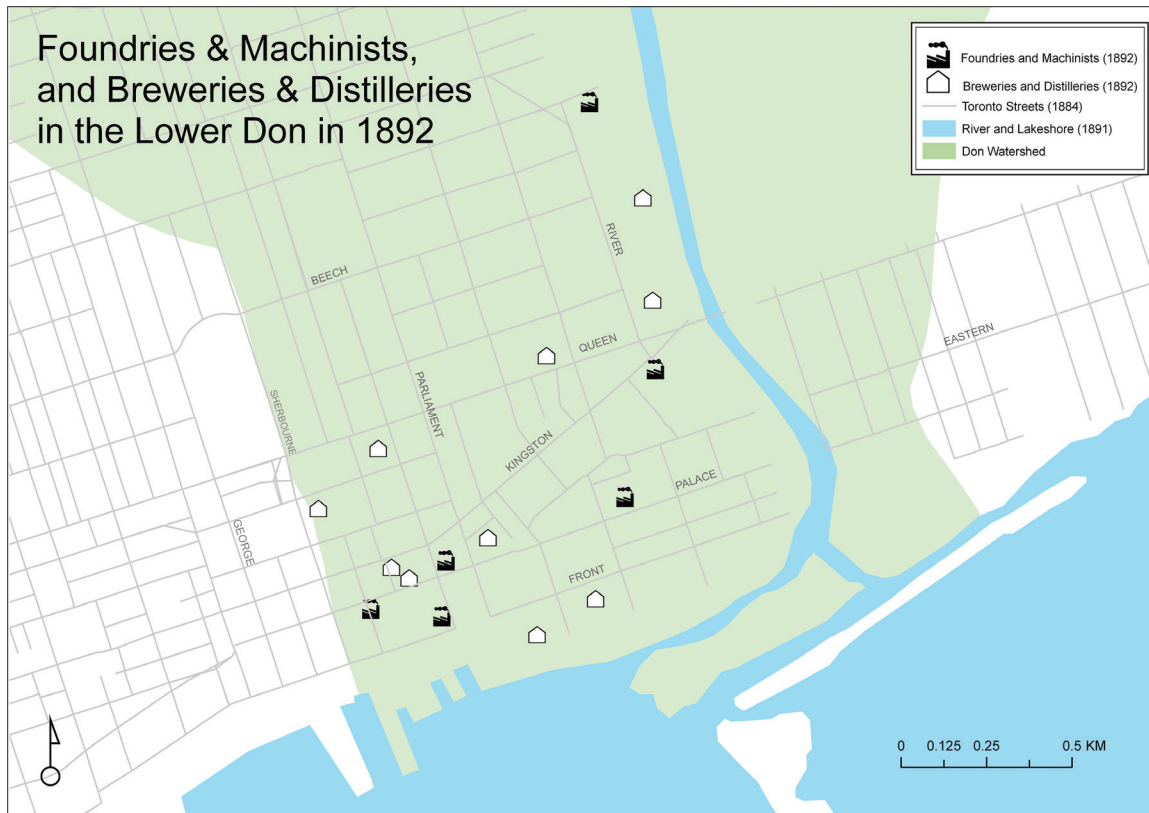 Foundries & Machinists,
and Breweries & Distilleries
in the Lower Don in 1892
Foundries and Machinists (1892)
Breweries and Distilleries (1892)
Toronto Streets (1884)
River and Lakeshore (1891)
Don Watershed
RIVER
BEECH
EASTERN
QUEEN
PARLIAMENT
SHERBOURNE
KINGSTON
PALACE
GEORGE
FRONT
0 0.125 0.25 0.5 KM